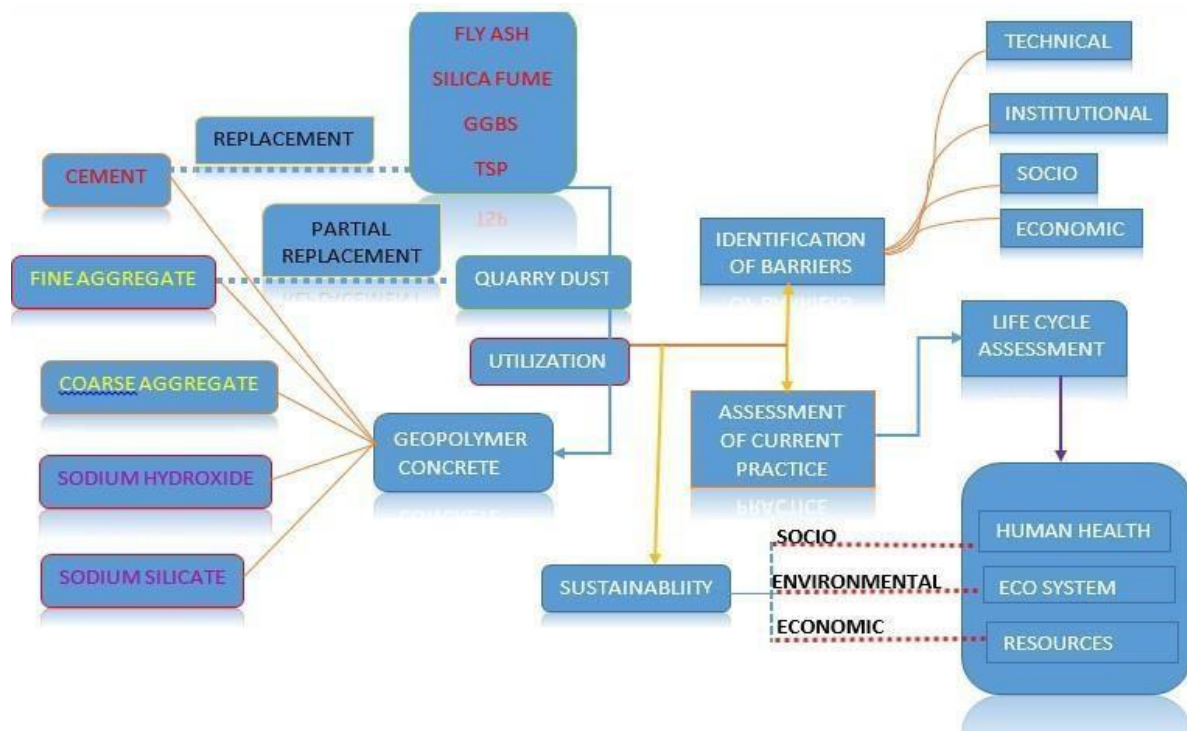 FLY ASH
SILICA FUME
GGBS
TSP
REPLACEMENT
CEMENT
PARTIAL
REPLACEMENT
FINE AGGREGATE
QUARRY DUST
UTILIZATION
COARSE AGGREGATE
GEOPOLYMER
CONCRETE
SODIUM HYDROXIDE
SODIUM SILICATE
TECHNICAL
INSTITUTIONAL
SOCIO
ECONOMIC
IDENTIFICATION
OF BARRIERS
LIFE CYCLE
ASSESSMENT
ASSESSMENT
OF CURRENT
PRACTICE
SUSTAINABLIITY
SOCIO
ENVIRONMENTAL
ECONOMIC
HUMAN HEALTH
ECO SYSTEM
RESOURCES